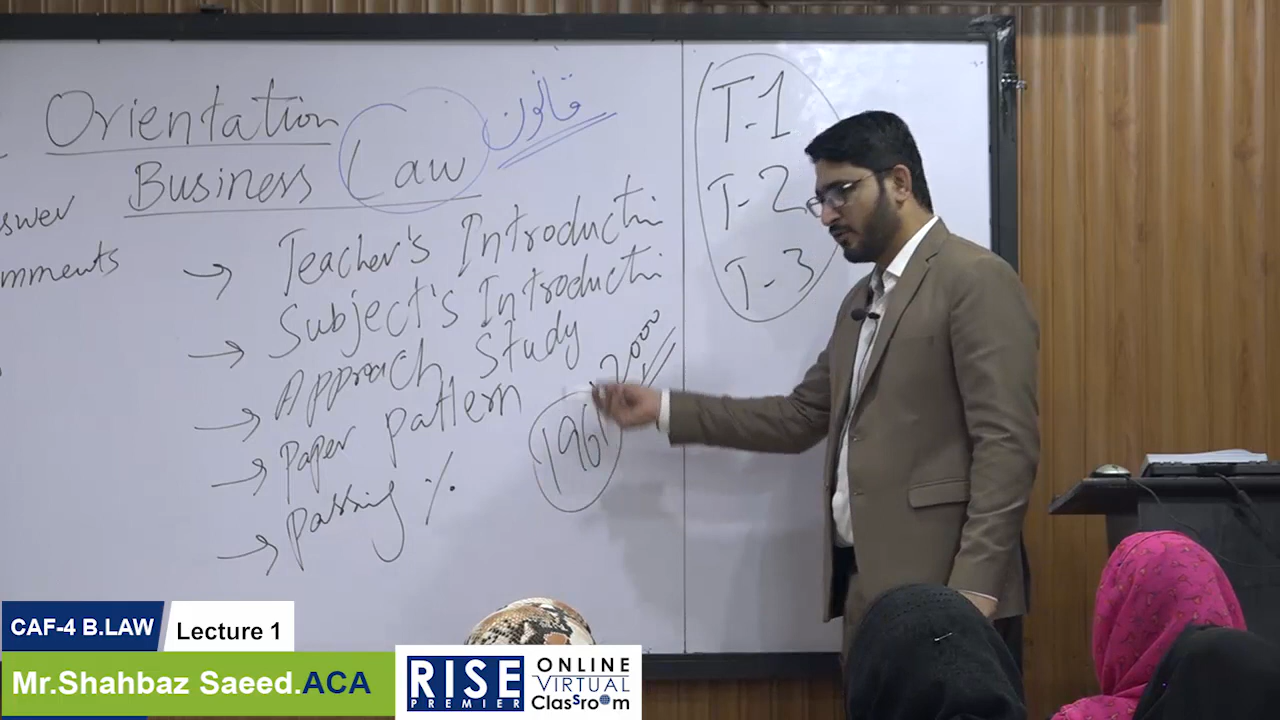 Orientation
Business Law قانون
swer
mments
→ Teacher's Introducti
→ Subject's Introducti
→ Approach Study
→ Paper pattern
→ Passing %
1961
T-1
T-2
T-3
CAF-4 B.LAW Lecture 1
Mr.Shahbaz Saeed.ACA
RISE PREMIER
ONLINE VIRTUAL Classroom